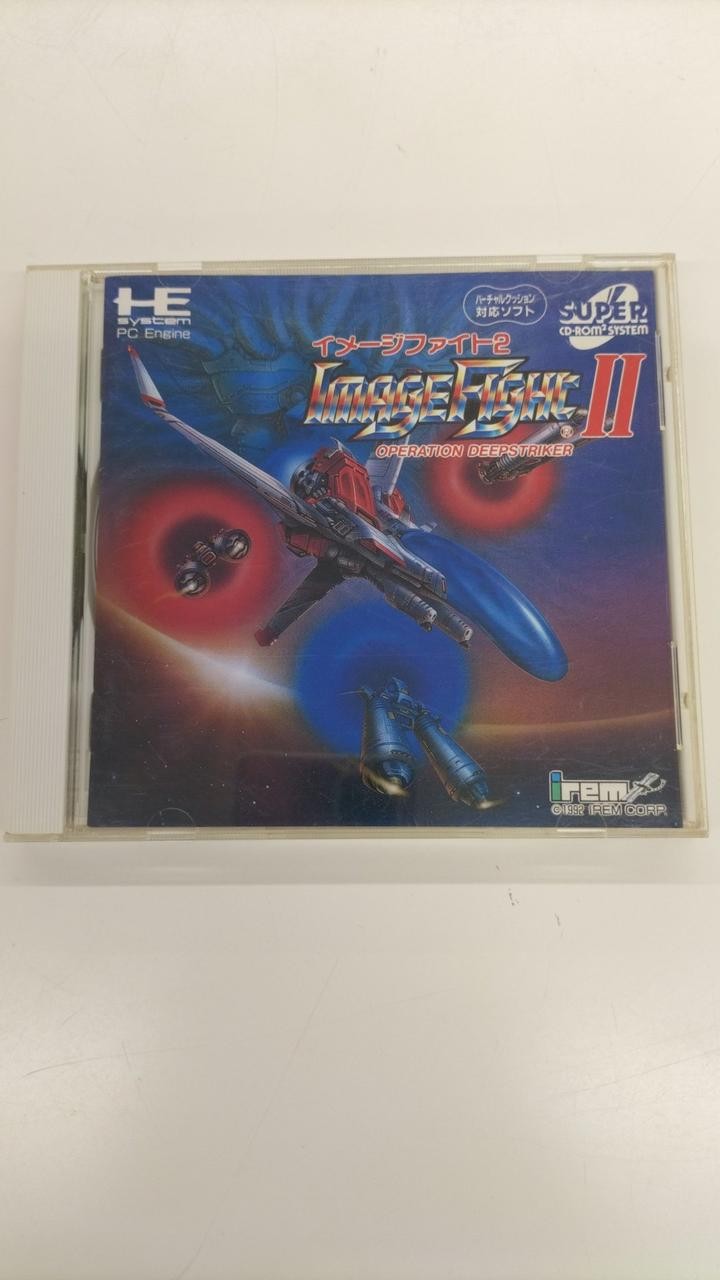 HE
system
PC Engine
バーチャルクッション
対応ソフト
SUPER
CD-ROM² SYSTEM
イメージファイト2
IMAGEFIGHT II
®
OPERATION DEEPSTRIKER
irem
©1992 IREM CORP.